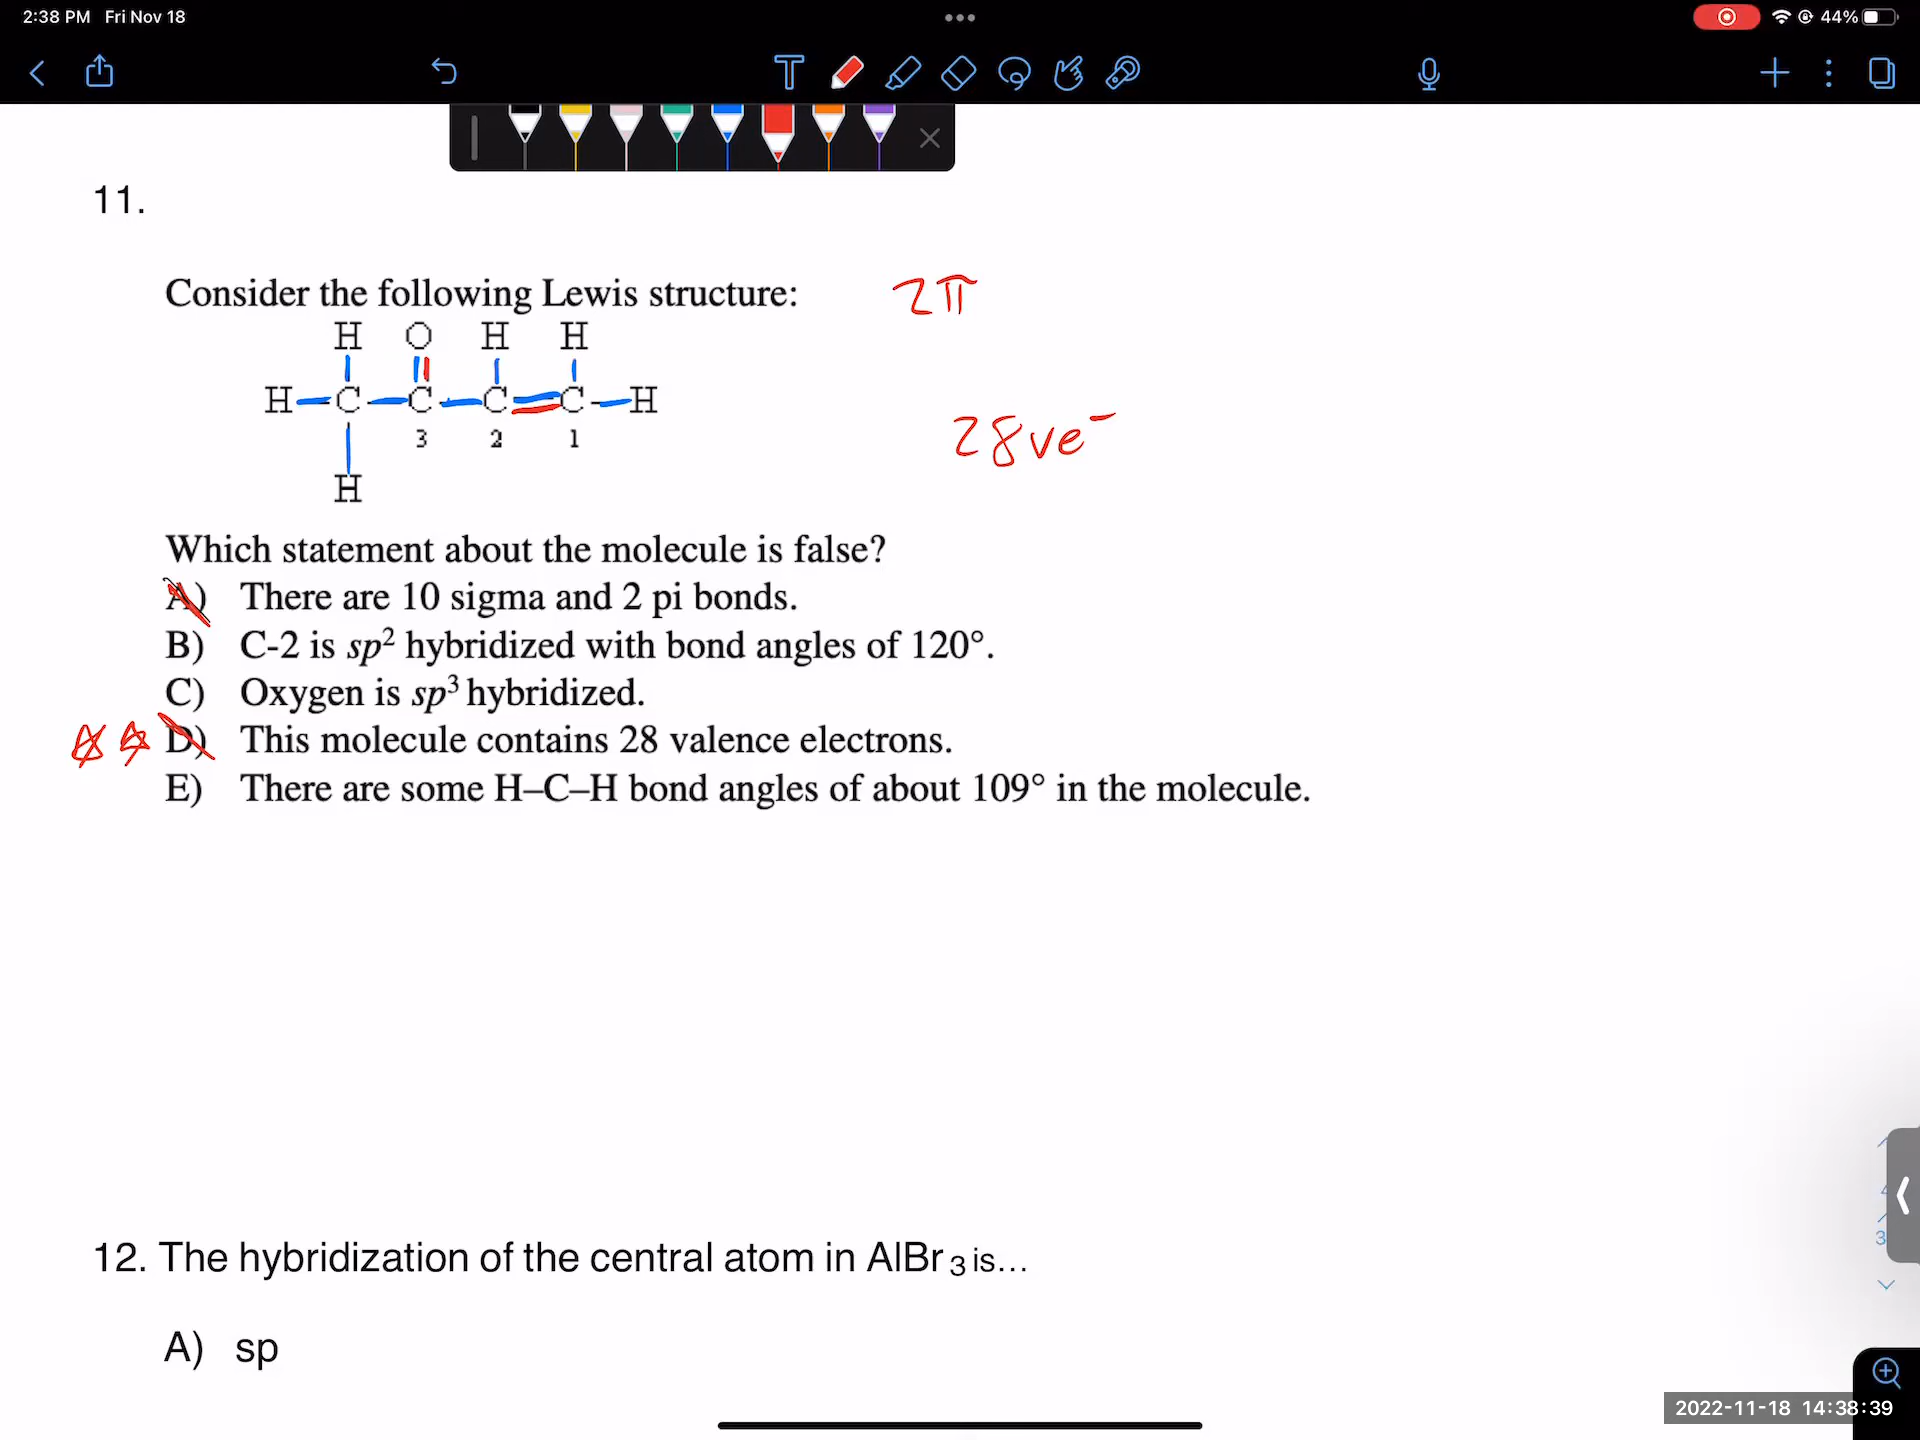 2:38 PM Fri Nov 18
44%
11.
Consider the following Lewis structure:
2π
H O H H
H C C C C H
3 2 1
H
28ve⁻
Which statement about the molecule is false?
A) There are 10 sigma and 2 pi bonds.
B) C-2 is sp² hybridized with bond angles of 120°.
C) Oxygen is sp³ hybridized.
D) This molecule contains 28 valence electrons.
E) There are some H–C–H bond angles of about 109° in the molecule.
3
12. The hybridization of the central atom in AlBr₃ is...
A) sp
2022-11-18 14:38:39